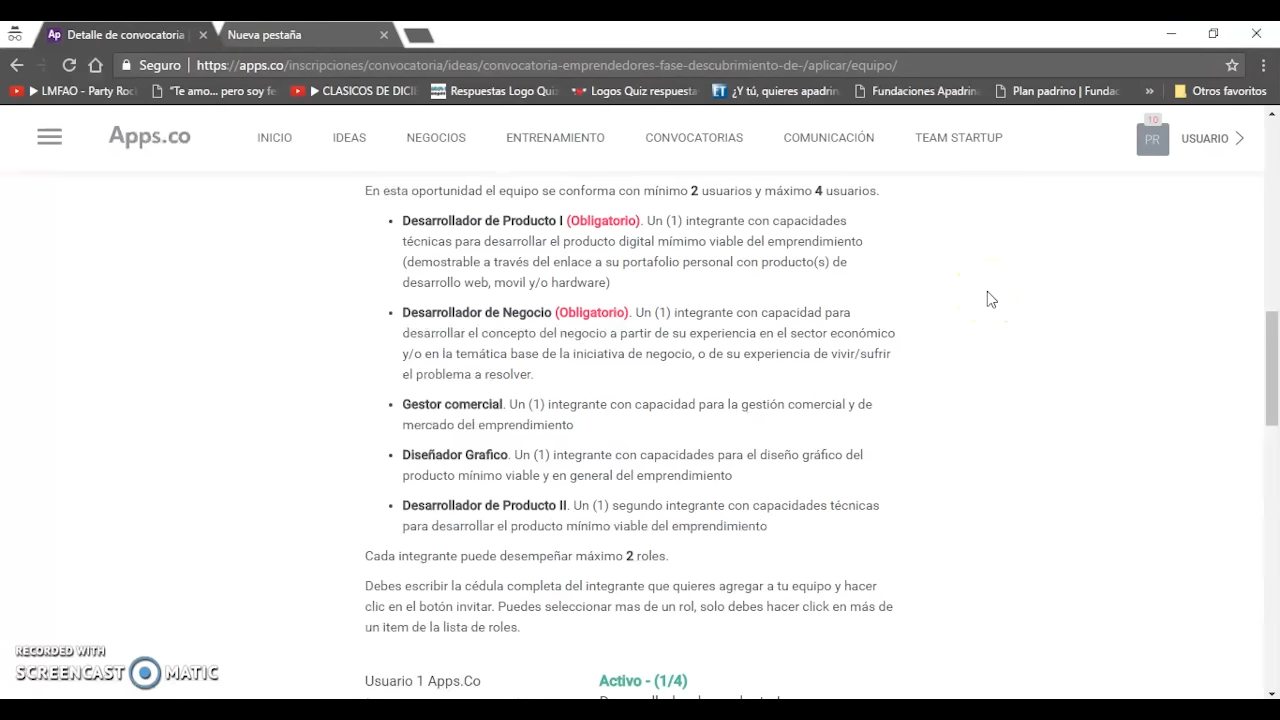 Detalle de convocatoria
Nueva pestaña
Seguro
https://apps.co/inscripciones/convocatoria/ideas/convocatoria-emprendedores-fase-descubrimiento-de-/aplicar/equipo/
LMFAO - Party Roc
"Te amo... pero soy fe
CLASICOS DE DICIE
Respuestas Logo Quiz
Logos Quiz respuesta
¿Y tú, quieres apadrin
Fundaciones Apadrina
Plan padrino | Fundac
Otros favoritos
Apps.co
INICIO
IDEAS
NEGOCIOS
ENTRENAMIENTO
CONVOCATORIAS
COMUNICACIÓN
TEAM STARTUP
10
PR
USUARIO
En esta oportunidad el equipo se conforma con mínimo 2 usuarios y máximo 4 usuarios.
• Desarrollador de Producto I (Obligatorio). Un (1) integrante con capacidades
técnicas para desarrollar el producto digital mímimo viable del emprendimiento
(demostrable a través del enlace a su portafolio personal con producto(s) de
desarrollo web, movil y/o hardware)
• Desarrollador de Negocio (Obligatorio). Un (1) integrante con capacidad para
desarrollar el concepto del negocio a partir de su experiencia en el sector económico
y/o en la temática base de la iniciativa de negocio, o de su experiencia de vivir/sufrir
el problema a resolver.
• Gestor comercial. Un (1) integrante con capacidad para la gestión comercial y de
mercado del emprendimiento
• Diseñador Grafico. Un (1) integrante con capacidades para el diseño gráfico del
producto mínimo viable y en general del emprendimiento
• Desarrollador de Producto II. Un (1) segundo integrante con capacidades técnicas
para desarrollar el producto mínimo viable del emprendimiento
Cada integrante puede desempeñar máximo 2 roles.
Debes escribir la cédula completa del integrante que quieres agregar a tu equipo y hacer
clic en el botón invitar. Puedes seleccionar mas de un rol, solo debes hacer click en más de
un item de la lista de roles.
RECORDED WITH
SCREENCAST MATIC
Usuario 1 Apps.Co
Activo - (1/4)